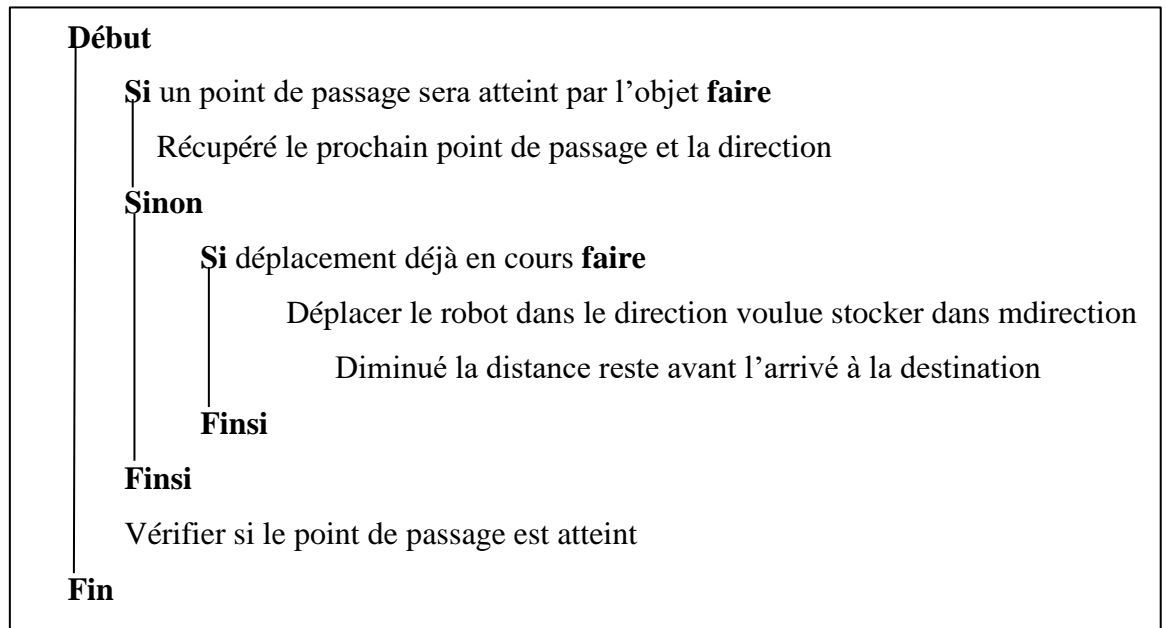 Début
Si un point de passage sera atteint par l’objet faire
Récupéré le prochain point de passage et la direction
Sinon
Si déplacement déjà en cours faire
Déplacer le robot dans le direction voulue stocker dans mdirection
Diminué la distance reste avant l’arrivé à la destination
Finsi
Finsi
Vérifier si le point de passage est atteint
Fin